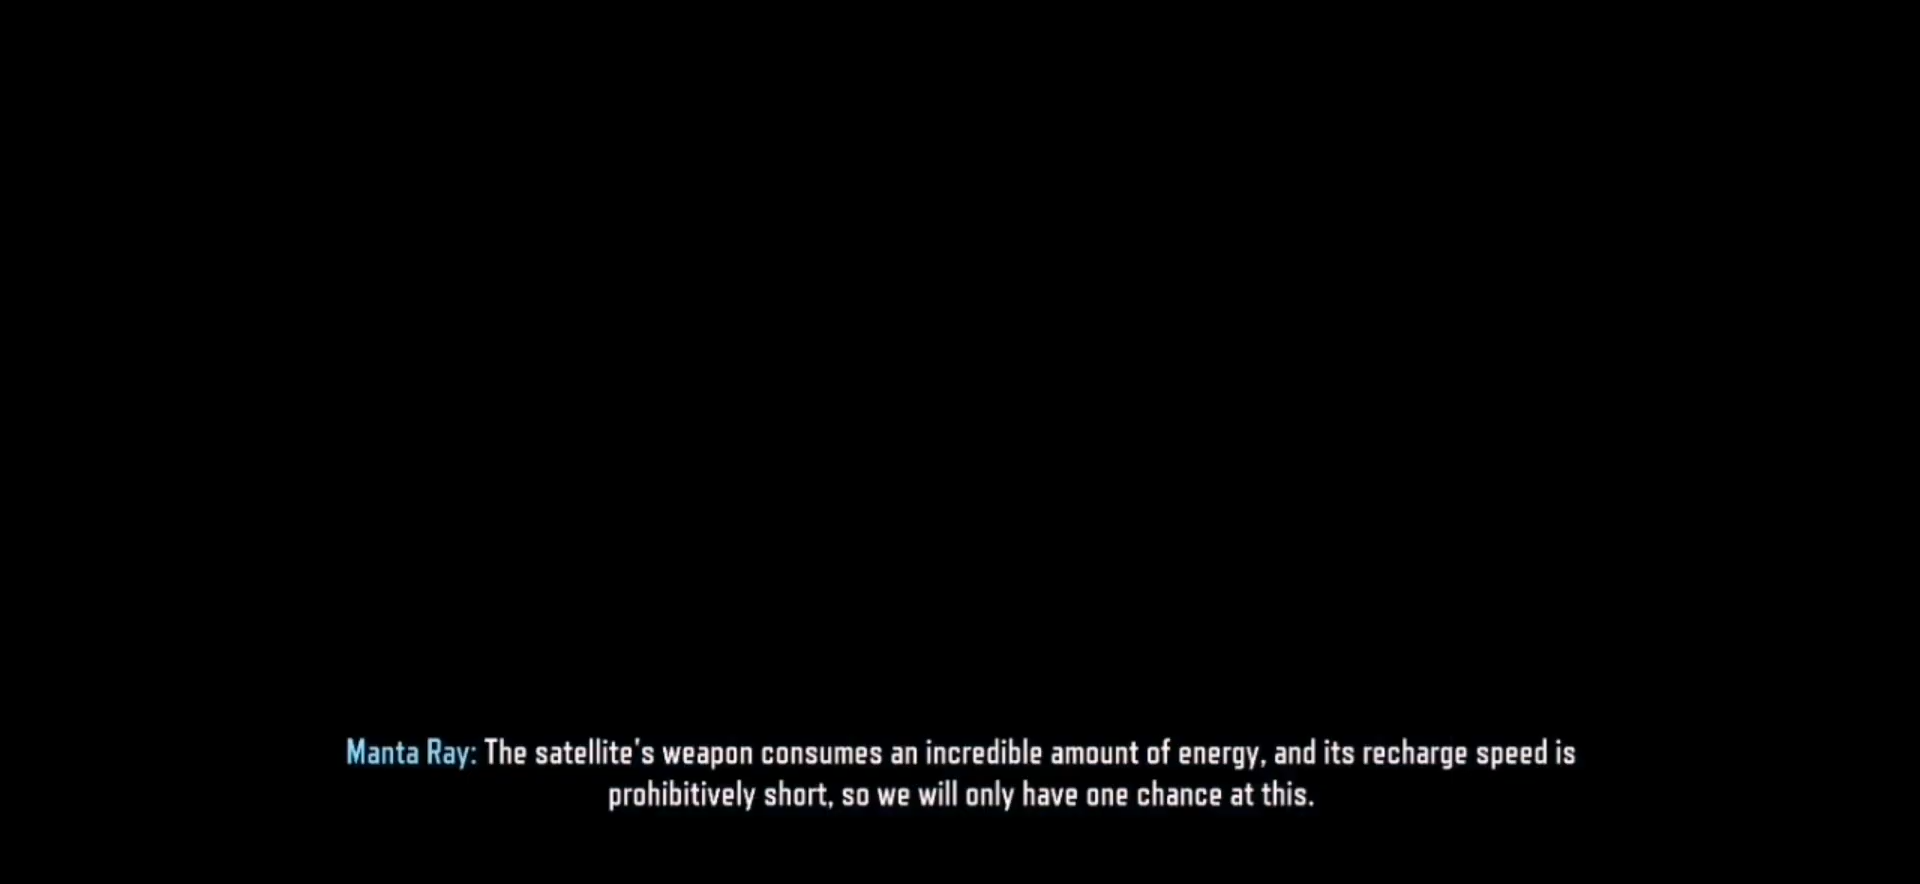 Manta Ray: The satellite's weapon consumes an incredible amount of energy, and its recharge speed is
prohibitively short, so we will only have one chance at this.